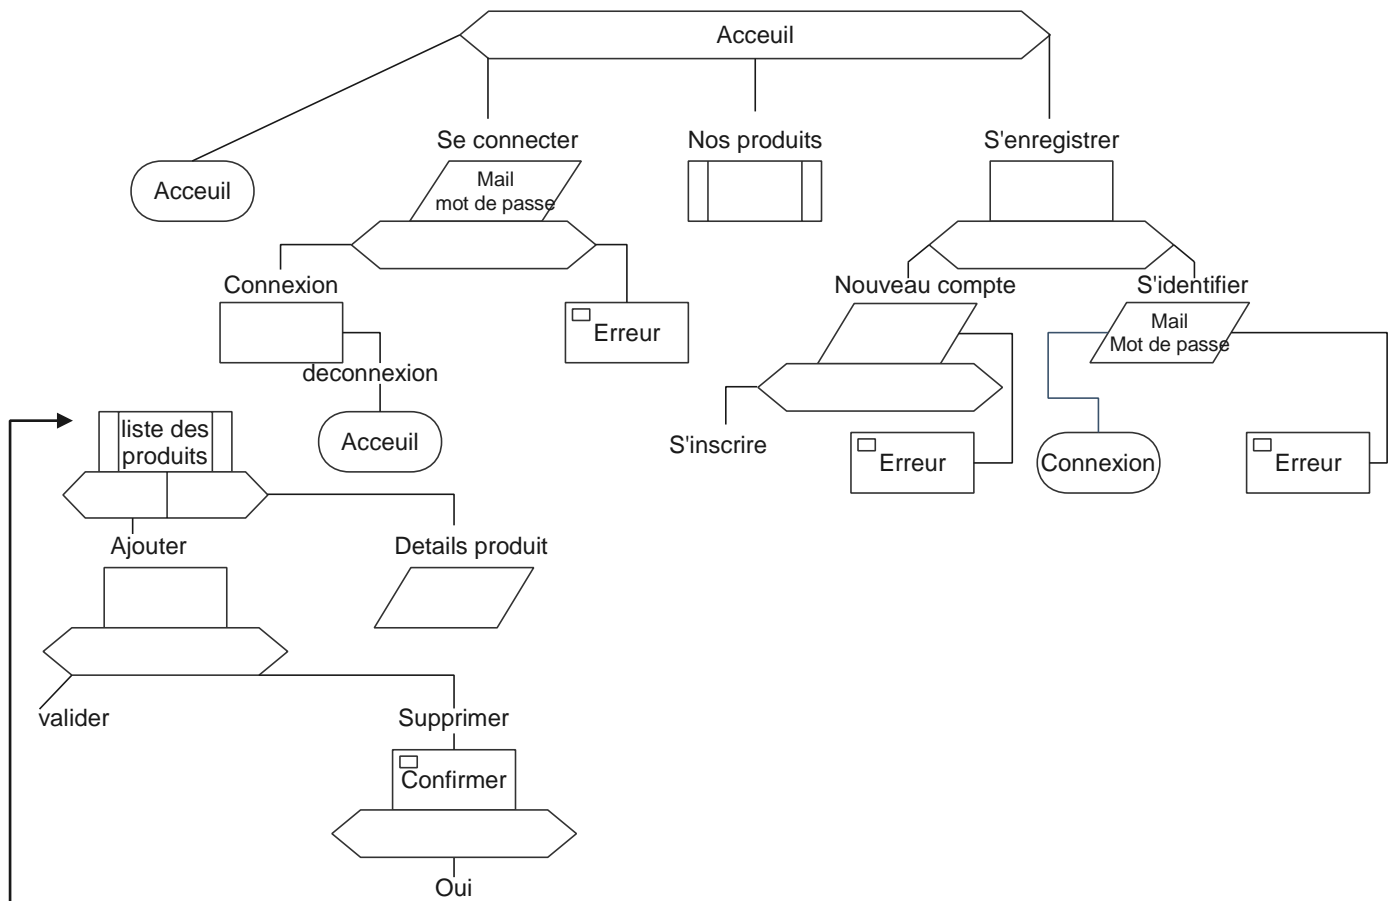 Acceuil
Se connecter
Nos produits
S'enregistrer
Acceuil
Mail
mot de passe
Connexion
Erreur
Nouveau compte
S'identifier
Mail
Mot de passe
deconnexion
Acceuil
S'inscrire
Erreur
Connexion
Erreur
liste des
produits
Ajouter
Details produit
valider
Supprimer
Confirmer
Oui